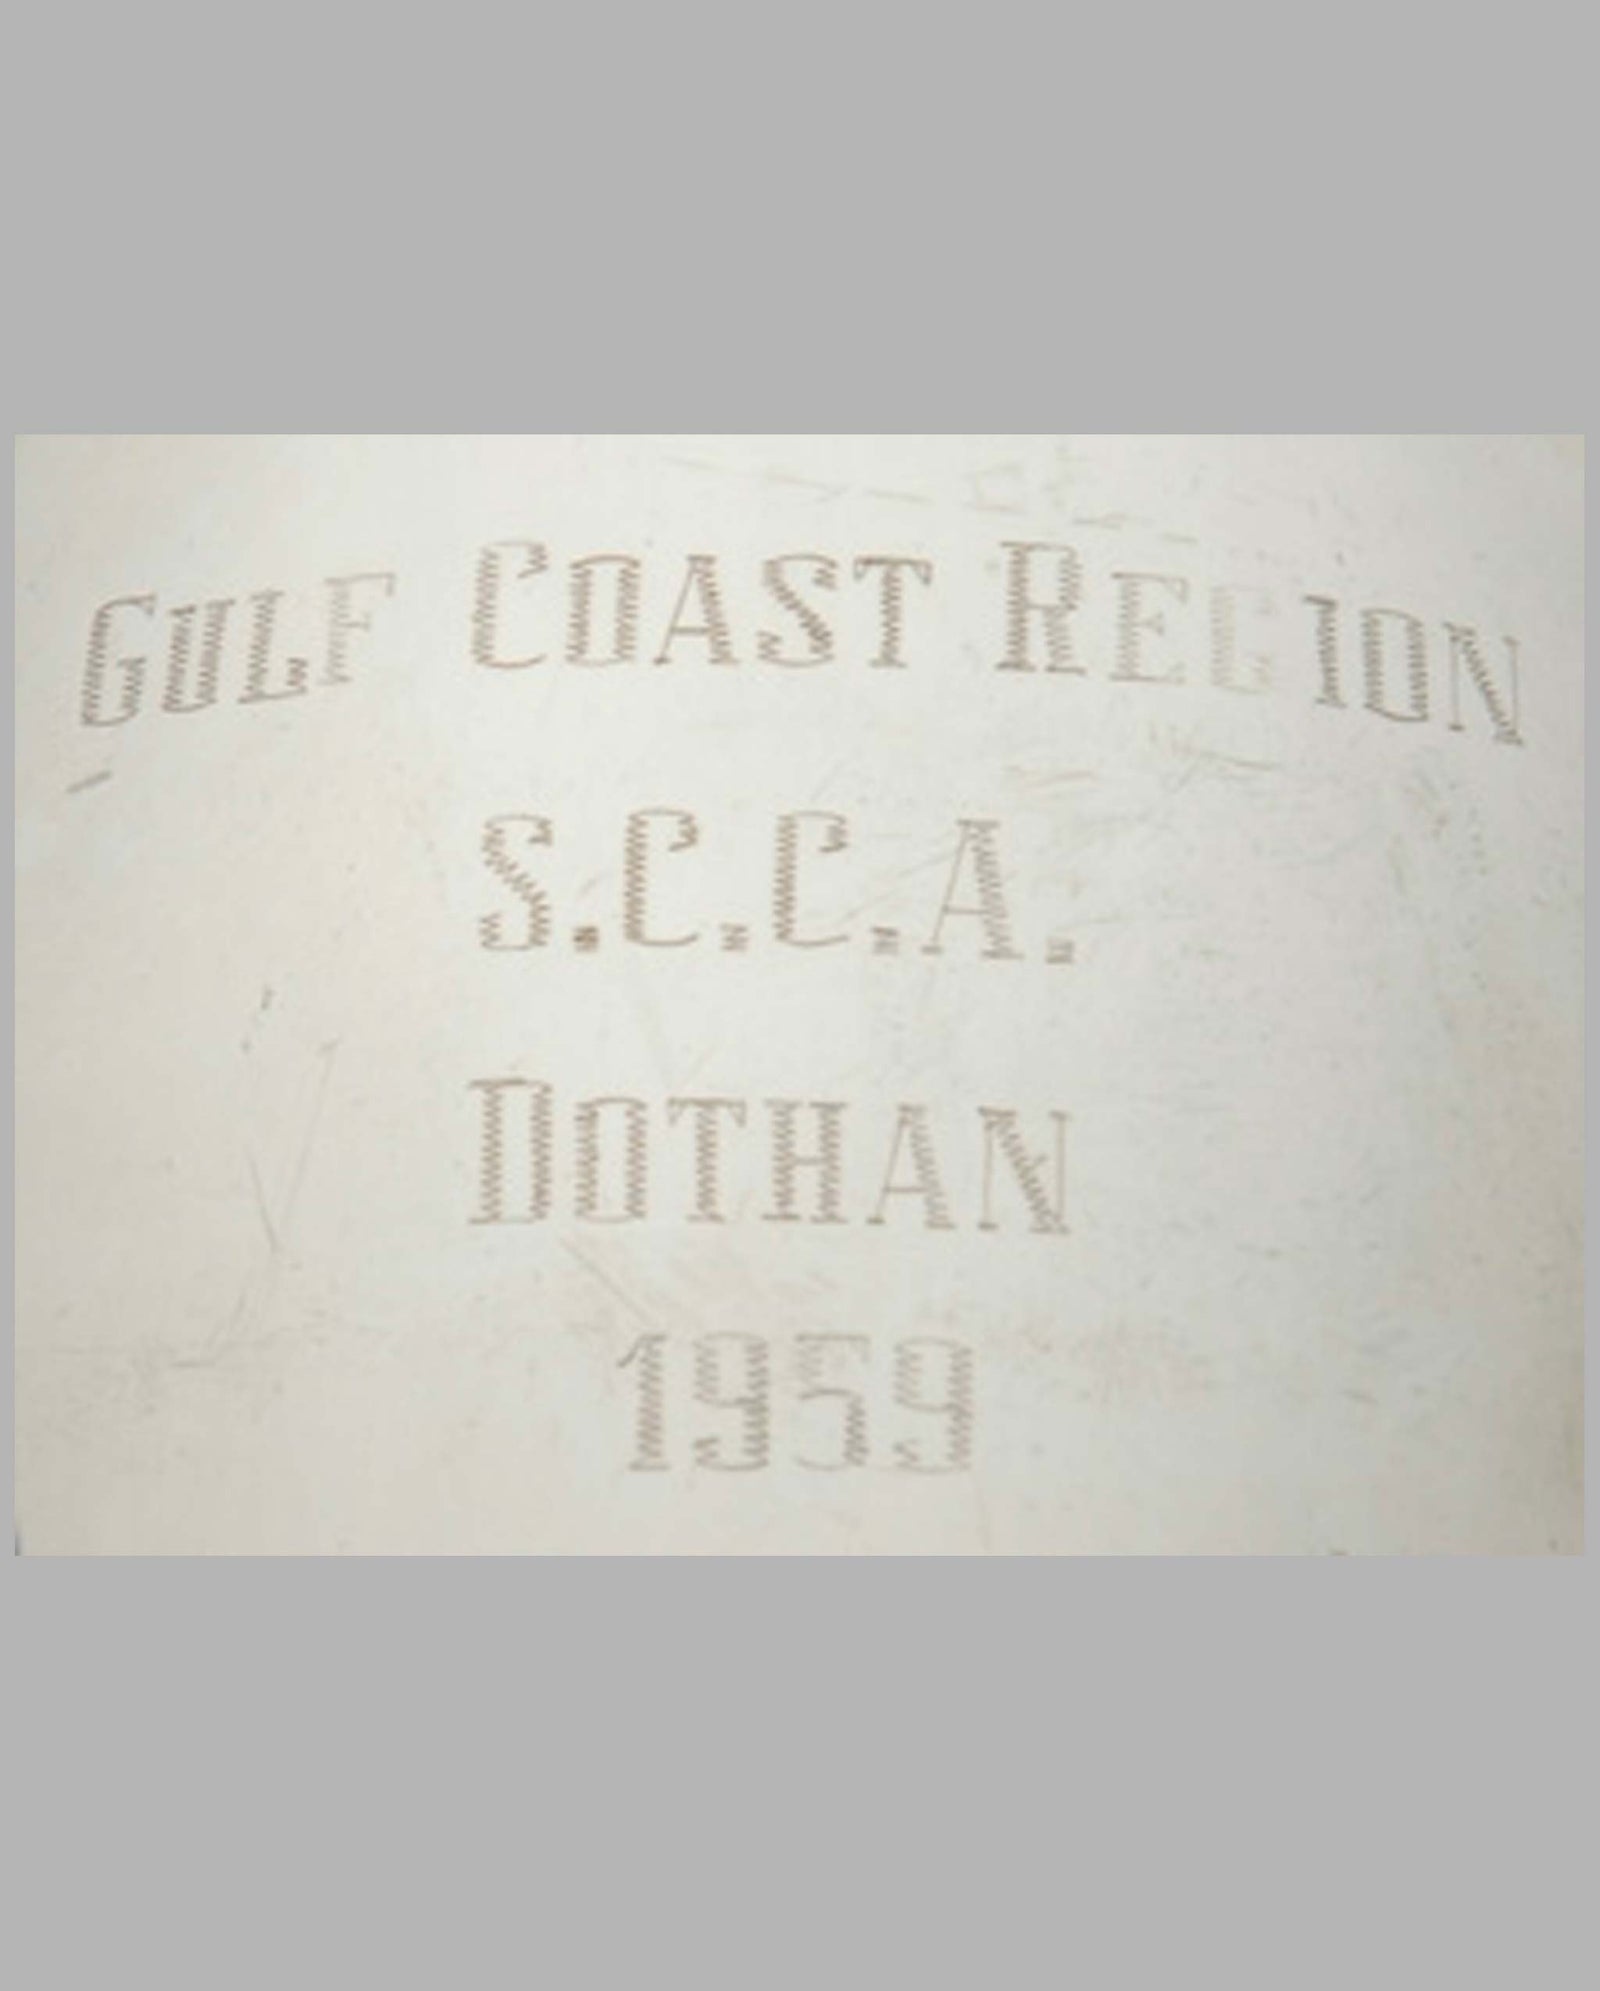 GULF COAST REGION
S.C.C.A.
DOTHAN
1959